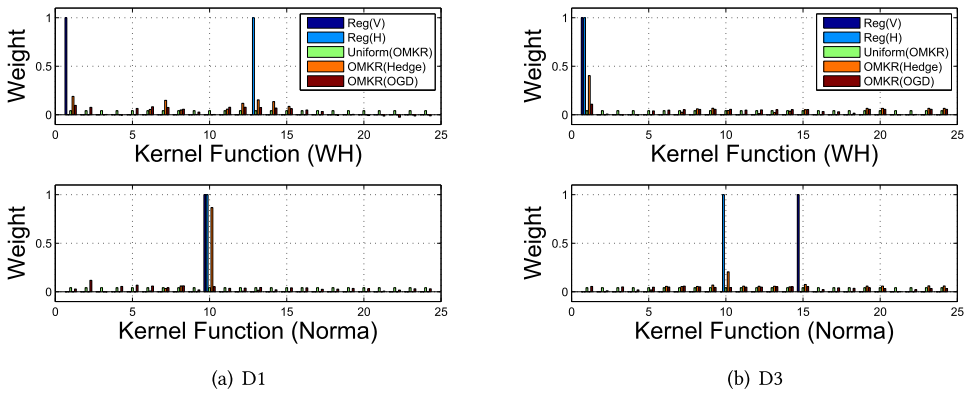 1
0.5
0
Weight
Reg(V)
Reg(H)
Uniform(OMKR)
OMKR(Hedge)
OMKR(OGD)
0 5 10 15 20 25
Kernel Function (WH)
1
0.5
0
Weight
0 5 10 15 20 25
Kernel Function (Norma)
(a) D1
1
0.5
0
Weight
Reg(V)
Reg(H)
Uniform(OMKR)
OMKR(Hedge)
OMKR(OGD)
0 5 10 15 20 25
Kernel Function (WH)
1
0.5
0
Weight
0 5 10 15 20 25
Kernel Function (Norma)
(b) D3